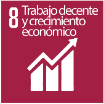 8 Trabajo decente
y crecimiento
económico